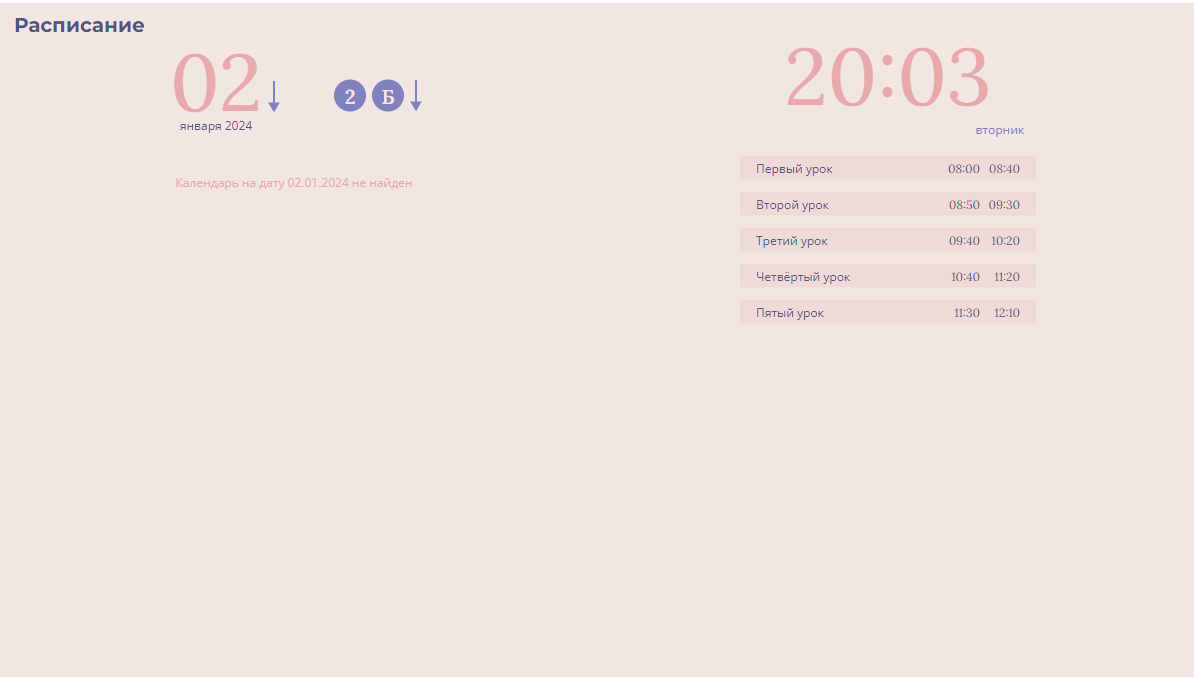 Расписание
02
января 2024
2 Б
Календарь на дату 02.01.2024 не найден
20:03
вторник
Первый урок 08:00 08:40
Второй урок 08:50 09:30
Третий урок 09:40 10:20
Четвёртый урок 10:40 11:20
Пятый урок 11:30 12:10